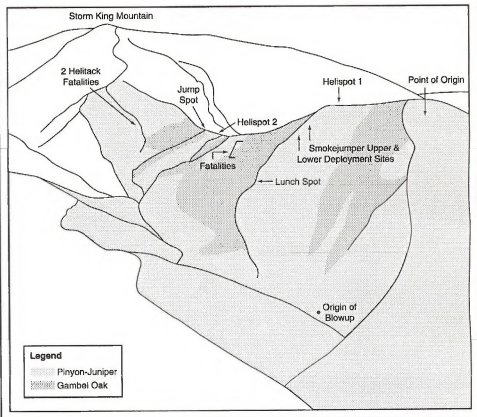 Storm King Mountain
2 Helitack
Fatalities
Jump
Spot
Helispot 2
Helispot 1
Point of Origin
Fatalities
Smokejumper Upper &
Lower Deployment Sites
Lunch Spot
Origin of
Blowup
Legend
Pinyon-Juniper
Gambel Oak